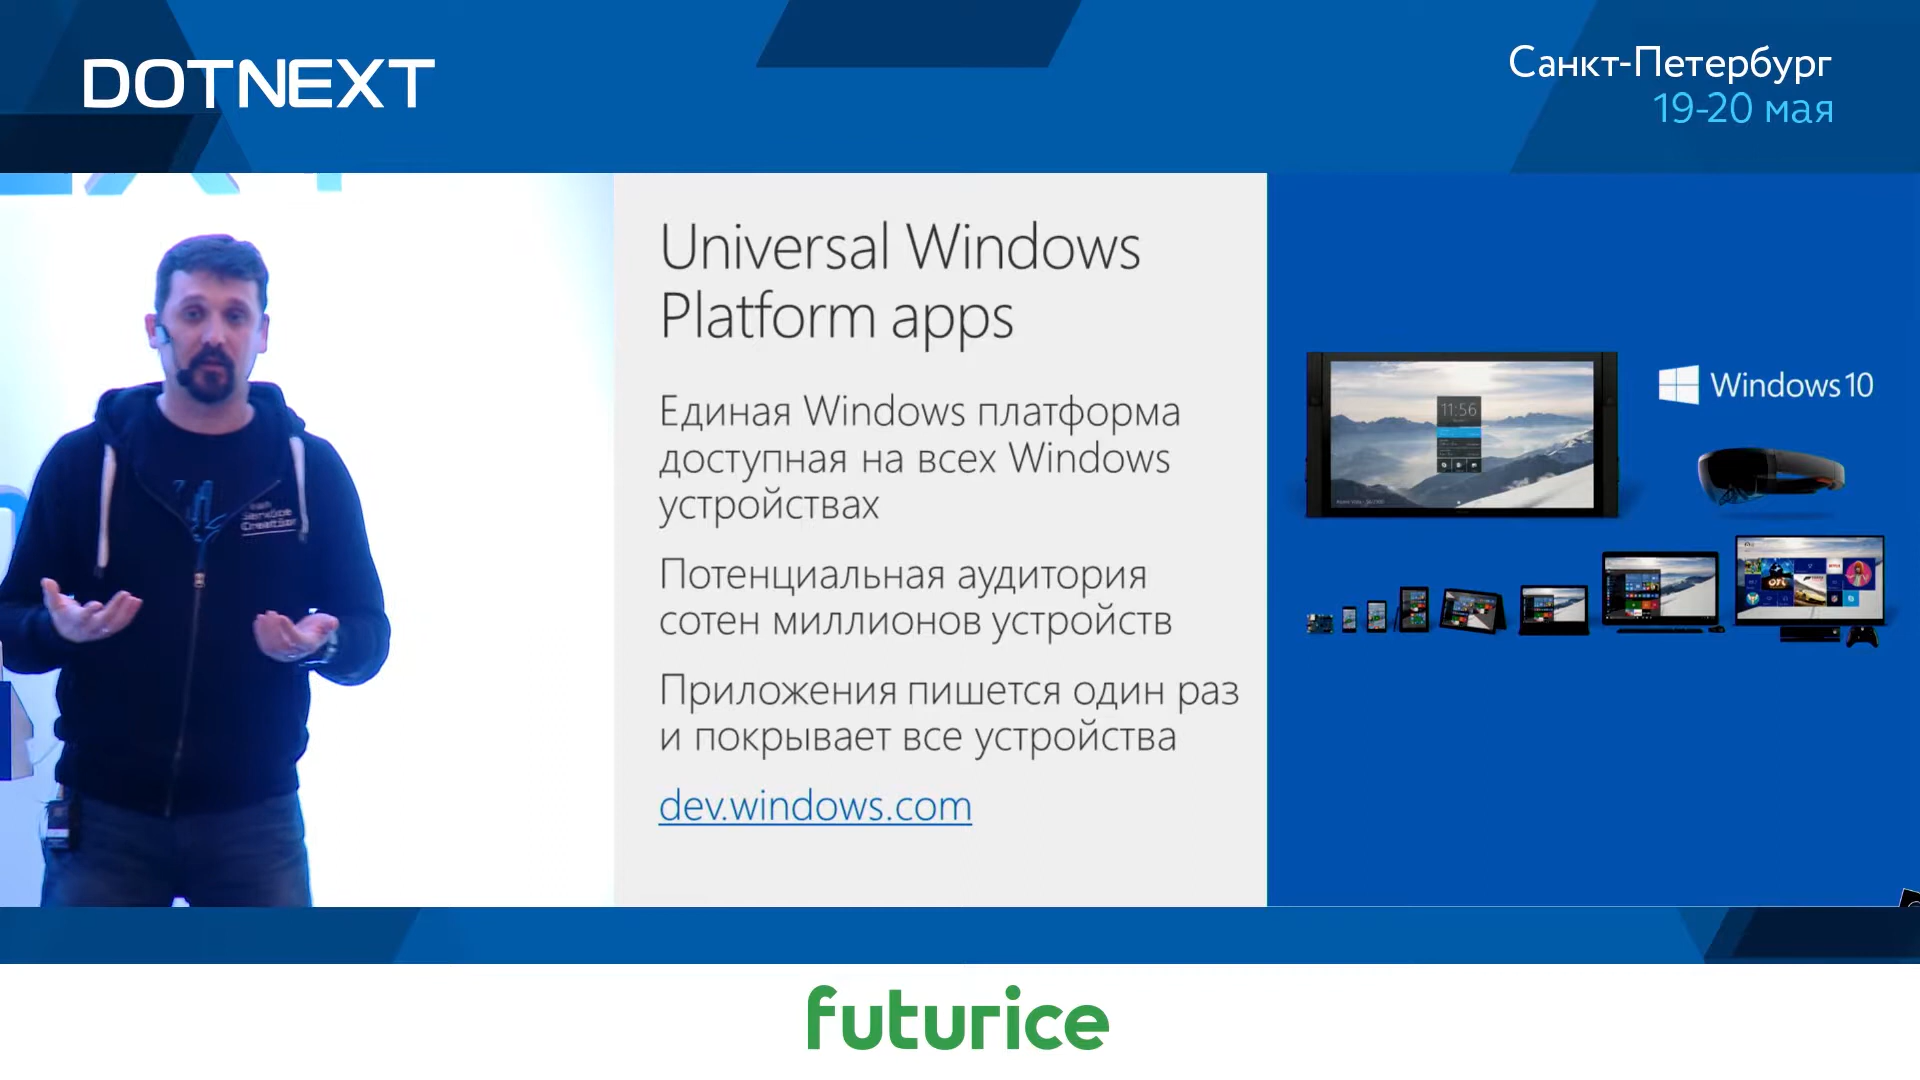 DOTNEXT
Санкт-Петербург
19-20 мая
Universal Windows
Platform apps
Единая Windows платформа
доступная на всех Windows
устройствах
Потенциальная аудитория
сотен миллионов устройств
Приложения пишется один раз
и покрывает все устройства
dev.windows.com
11:56
Windows 10
futurice